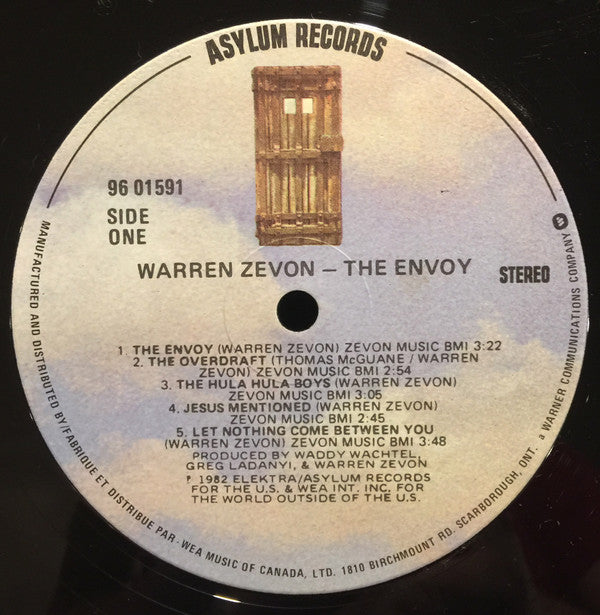 ASYLUM RECORDS
96 01591
SIDE
ONE
WARREN ZEVON – THE ENVOY
STEREO
1. THE ENVOY (WARREN ZEVON) ZEVON MUSIC BMI 3:22
2. THE OVERDRAFT (THOMAS McGUANE / WARREN
ZEVON) ZEVON MUSIC BMI 2:54
3. THE HULA HULA BOYS (WARREN ZEVON)
ZEVON MUSIC BMI 3:05
4. JESUS MENTIONED (WARREN ZEVON)
ZEVON MUSIC BMI 2:45
5. LET NOTHING COME BETWEEN YOU
(WARREN ZEVON) ZEVON MUSIC BMI 3:48
PRODUCED BY WADDY WACHTEL,
GREG LADANYI, & WARREN ZEVON
℗ 1982 ELEKTRA/ASYLUM RECORDS
FOR THE U.S. & WEA INT. INC. FOR
THE WORLD OUTSIDE OF THE U.S.
MANUFACTURED AND DISTRIBUTED BY/FABRIQUE ET DISTRIBUE PAR · WEA MUSIC OF CANADA, LTD. 1810 BIRCHMOUNT RD. SCARBOROUGH, ONT. a WARNER COMMUNICATIONS COMPANY